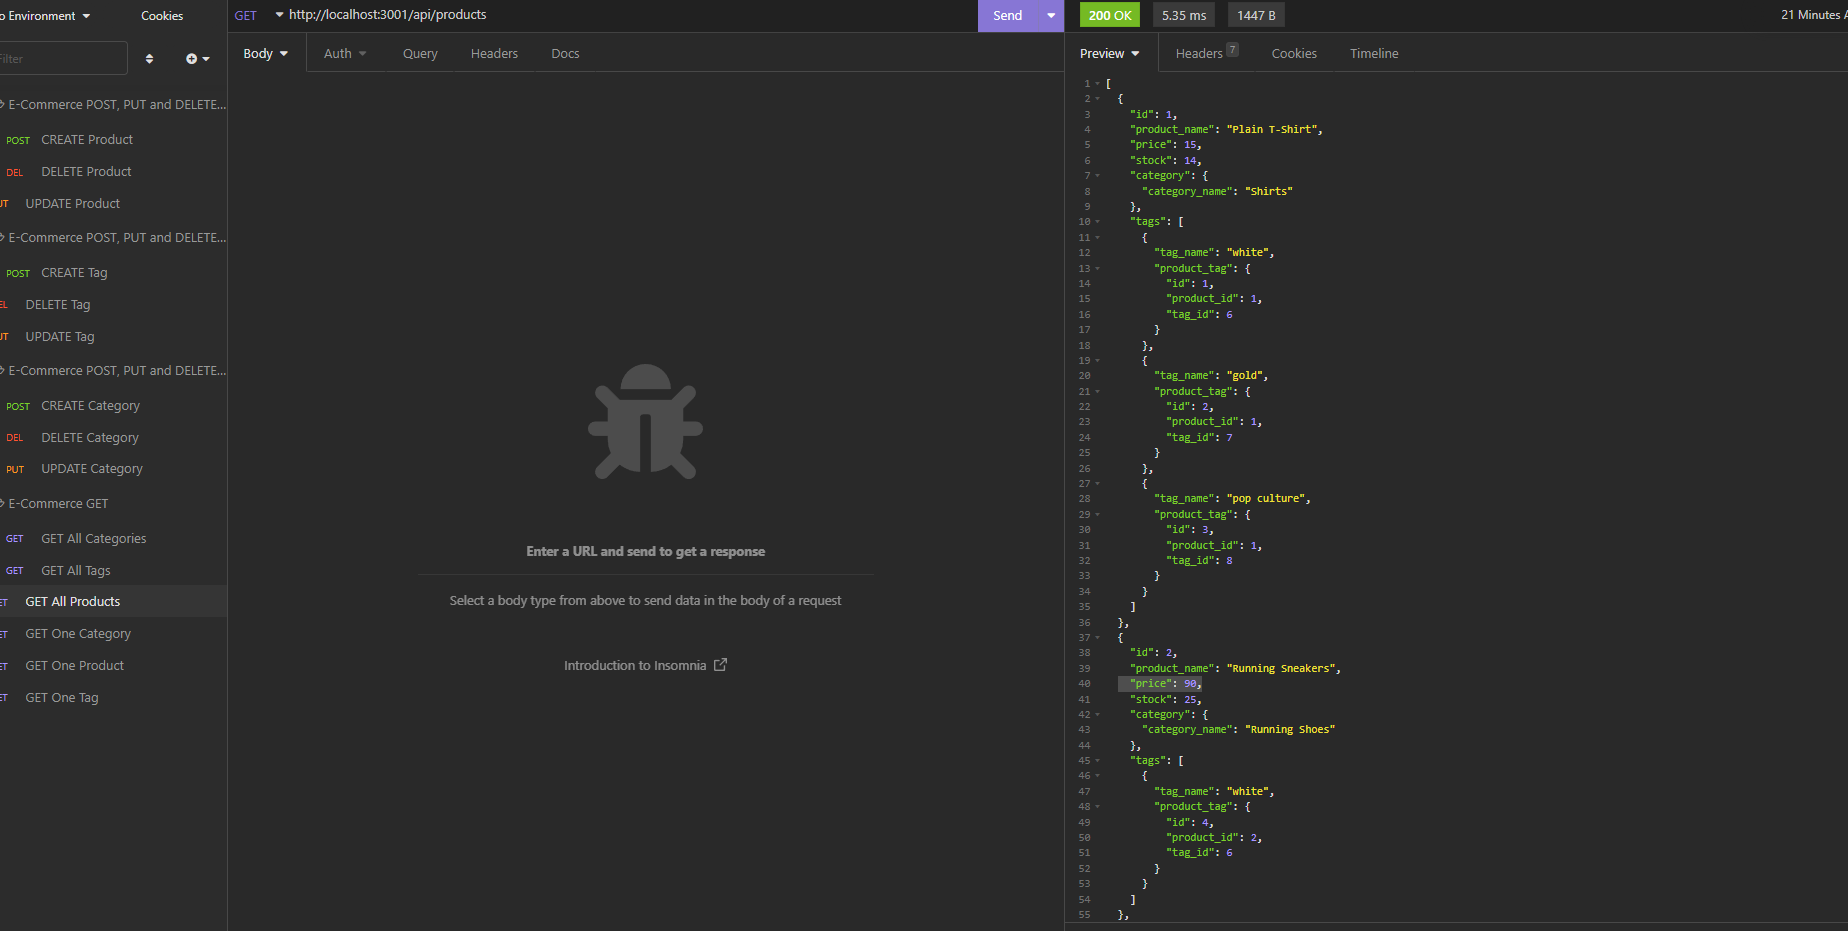 o Environment
Cookies
Filter
E-Commerce POST, PUT and DELETE...
POST CREATE Product
DEL DELETE Product
UT UPDATE Product
E-Commerce POST, PUT and DELETE...
POST CREATE Tag
EL DELETE Tag
UT UPDATE Tag
E-Commerce POST, PUT and DELETE...
POST CREATE Category
DEL DELETE Category
PUT UPDATE Category
E-Commerce GET
GET GET All Categories
GET GET All Tags
ET GET All Products
ET GET One Category
ET GET One Product
ET GET One Tag
GET http://localhost:3001/api/products
Send
Body Auth Query Headers Docs
Enter a URL and send to get a response
Select a body type from above to send data in the body of a request
Introduction to Insomnia
200 OK 5.35 ms 1447 B
21 Minutes A
Preview Headers 7 Cookies Timeline
1 [
2 {
3 "id": 1,
4 "product_name": "Plain T-Shirt",
5 "price": 15,
6 "stock": 14,
7 "category": {
8 "category_name": "Shirts"
9 },
10 "tags": [
11 {
12 "tag_name": "white",
13 "product_tag": {
14 "id": 1,
15 "product_id": 1,
16 "tag_id": 6
17 }
18 },
19 {
20 "tag_name": "gold",
21 "product_tag": {
22 "id": 2,
23 "product_id": 1,
24 "tag_id": 7
25 }
26 },
27 {
28 "tag_name": "pop culture",
29 "product_tag": {
30 "id": 3,
31 "product_id": 1,
32 "tag_id": 8
33 }
34 }
35 ]
36 },
37 {
38 "id": 2,
39 "product_name": "Running Sneakers",
40 "price": 90,
41 "stock": 25,
42 "category": {
43 "category_name": "Running Shoes"
44 },
45 "tags": [
46 {
47 "tag_name": "white",
48 "product_tag": {
49 "id": 4,
50 "product_id": 2,
51 "tag_id": 6
52 }
53 }
54 ]
55 },